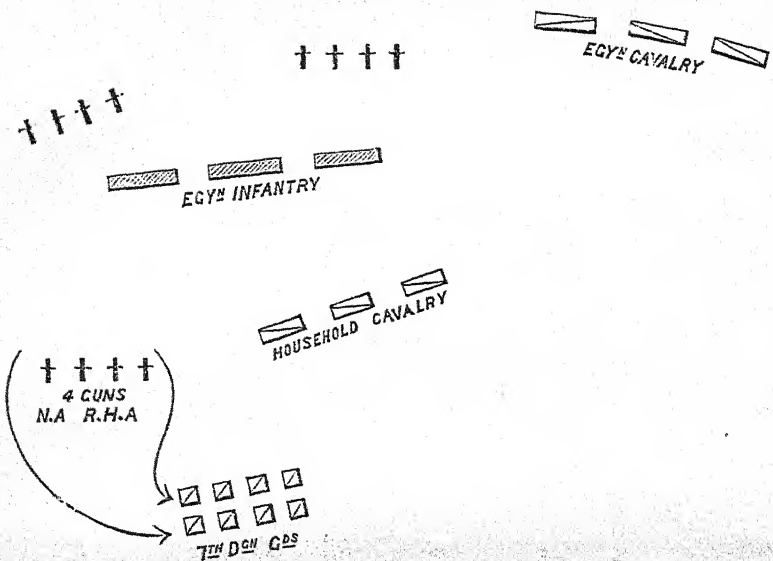 EGYN CAVALRY
EGYN INFANTRY
HOUSEHOLD CAVALRY
4 GUNS
N.A R.H.A
7TH DGN GDS